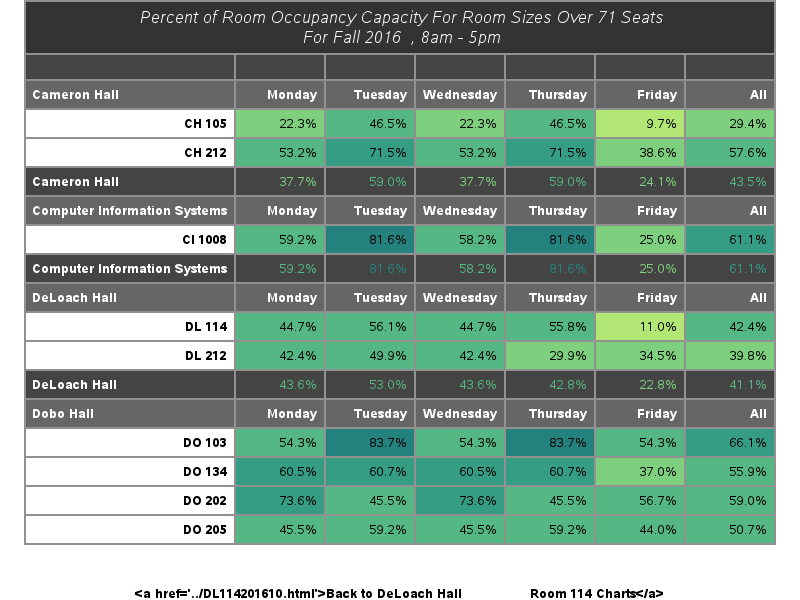 Percent of Room Occupancy Capacity For Room Sizes Over 71 Seats
For Fall 2016 , 8am - 5pm
Cameron Hall Monday Tuesday Wednesday Thursday Friday All
CH 105 22.3% 46.5% 22.3% 46.5% 9.7% 29.4%
CH 212 53.2% 71.5% 53.2% 71.5% 38.6% 57.6%
Cameron Hall 37.7% 59.0% 37.7% 59.0% 24.1% 43.5%
Computer Information Systems Monday Tuesday Wednesday Thursday Friday All
CI 1008 59.2% 81.6% 58.2% 81.6% 25.0% 61.1%
Computer Information Systems 59.2% 81.6% 58.2% 81.6% 25.0% 61.1%
DeLoach Hall Monday Tuesday Wednesday Thursday Friday All
DL 114 44.7% 56.1% 44.7% 55.8% 11.0% 42.4%
DL 212 42.4% 49.9% 42.4% 29.9% 34.5% 39.8%
DeLoach Hall 43.6% 53.0% 43.6% 42.8% 22.8% 41.1%
Dobo Hall Monday Tuesday Wednesday Thursday Friday All
DO 103 54.3% 83.7% 54.3% 83.7% 54.3% 66.1%
DO 134 60.5% 60.7% 60.5% 60.7% 37.0% 55.9%
DO 202 73.6% 45.5% 73.6% 45.5% 56.7% 59.0%
DO 205 45.5% 59.2% 45.5% 59.2% 44.0% 50.7%
<a href='../DL114201610.html'>Back to DeLoach Hall Room 114 Charts</a>